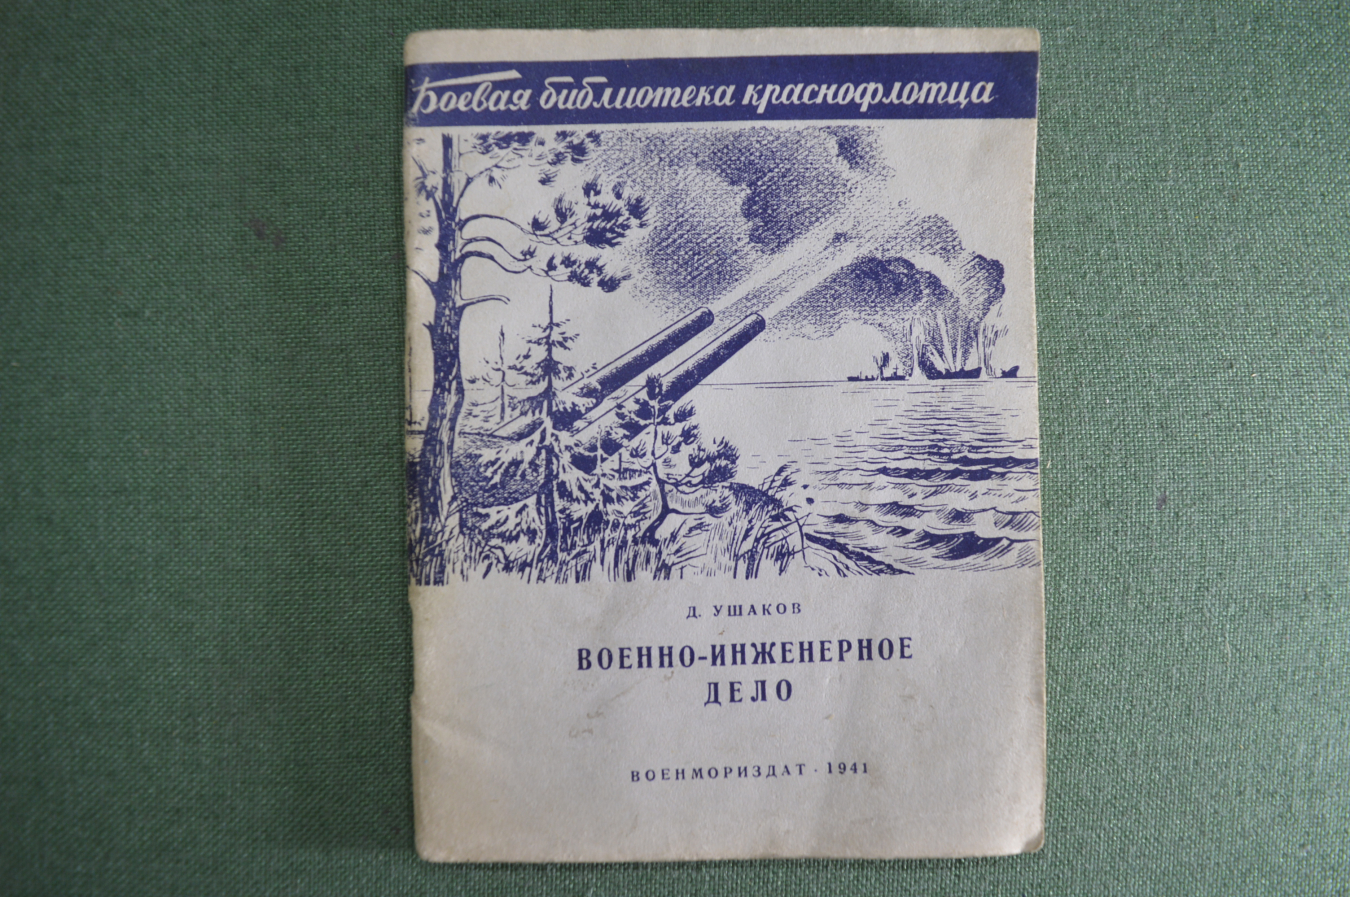 Боевая библиотека краснофлотца
Д. УШАКОВ
ВОЕННО-ИНЖЕНЕРНОЕ
ДЕЛО
ВОЕНМОРИЗДАТ · 1941